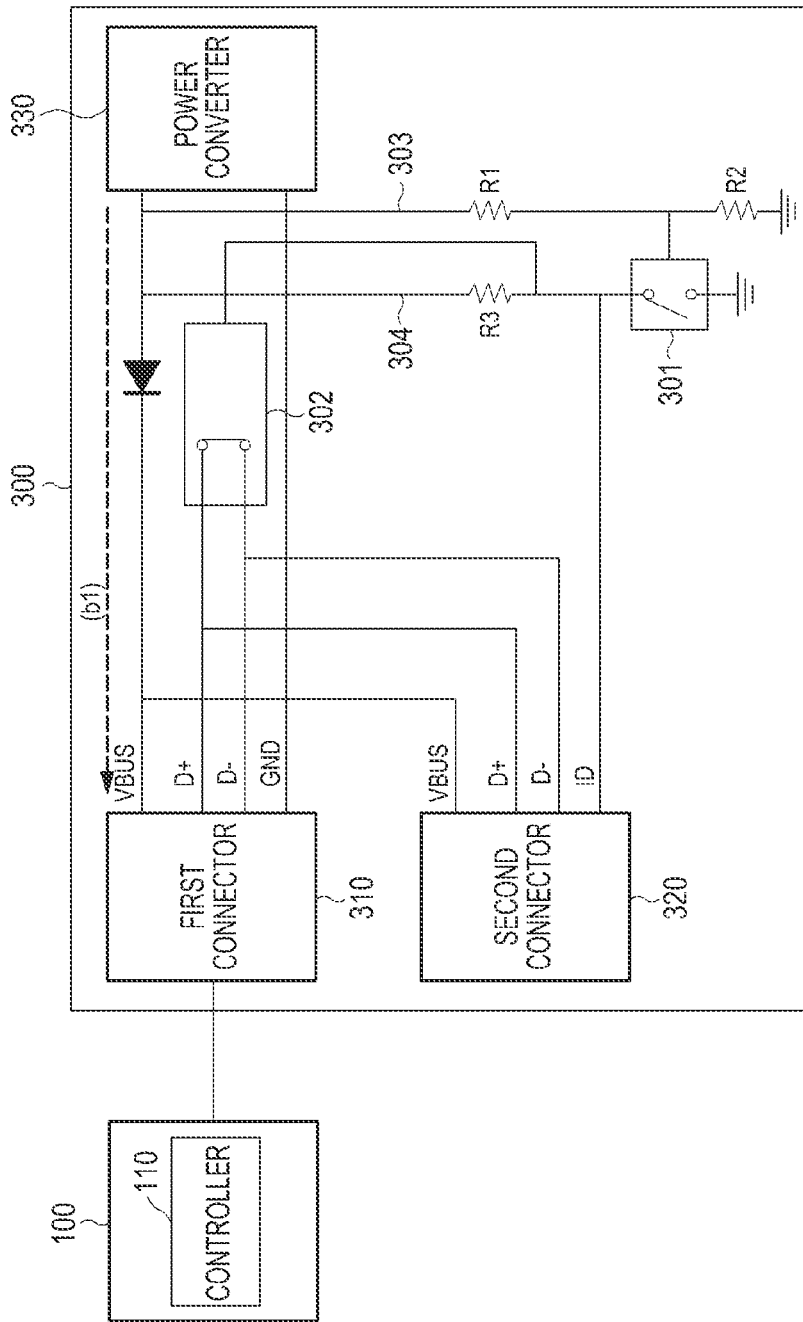 100
110
CONTROLLER
300
(b1)
FIRST
CONNECTOR
310
VBUS
D+
D-
GND
SECOND
CONNECTOR
320
VBUS
D+
D-
ID
302
POWER
CONVERTER
330
303
304
R1
R3
R2
301